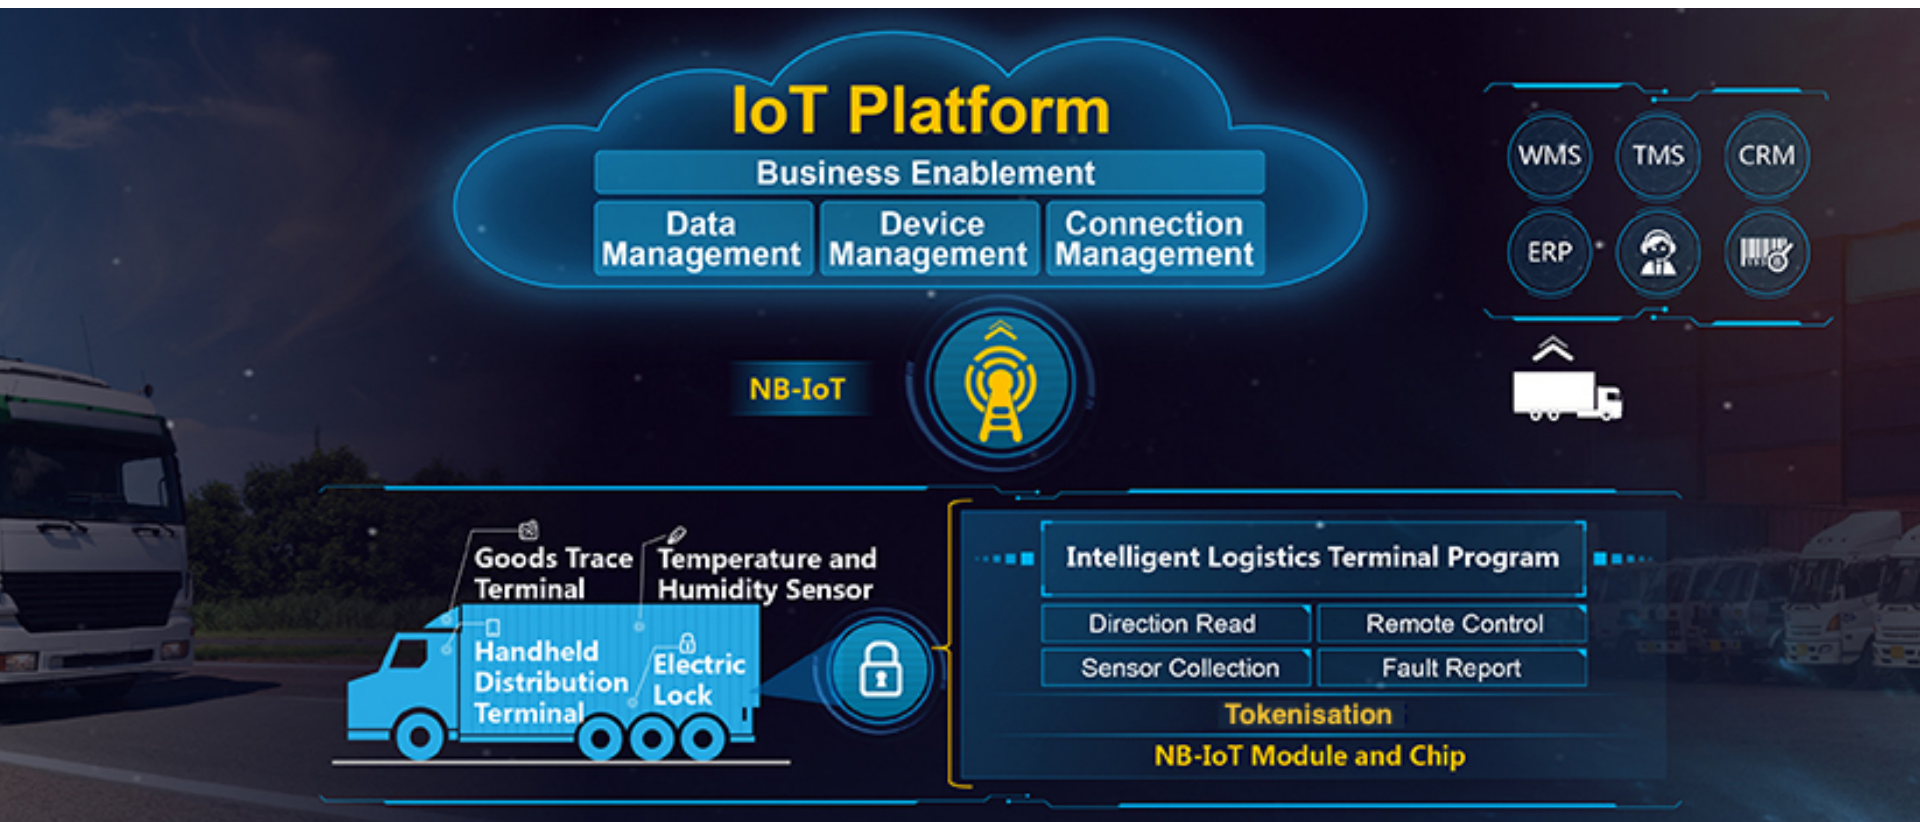 IoT Platform
Business Enablement
Data
Management
Device
Management
Connection
Management
WMS
TMS
CRM
ERP
NB-IoT
Goods Trace
Terminal
Temperature and
Humidity Sensor
Handheld
Distribution
Terminal
Electric
Lock
Intelligent Logistics Terminal Program
Direction Read
Remote Control
Sensor Collection
Fault Report
Tokenisation
NB-IoT Module and Chip